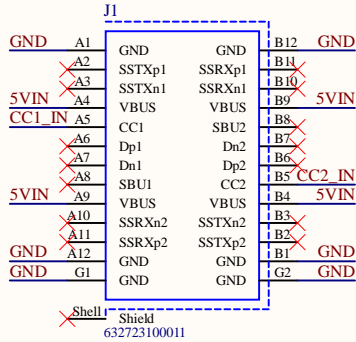 J1
GND A1 GND GND B12 GND
A2 SSTXp1 SSRXp1 B11
A3 SSTXn1 SSRXn1 B10
5VIN A4 VBUS VBUS B9 5VIN
CC1_IN A5 CC1 SBU2 B8
A6 Dp1 Dn2 B7
A7 Dn1 Dp2 B6
A8 SBU1 CC2 B5 CC2_IN
5VIN A9 VBUS VBUS B4 5VIN
A10 SSRXn2 SSTXn2 B3
A11 SSRXp2 SSTXp2 B2
GND A12 GND GND B1 GND
GND G1 GND GND G2 GND
Shell Shield
632723100011